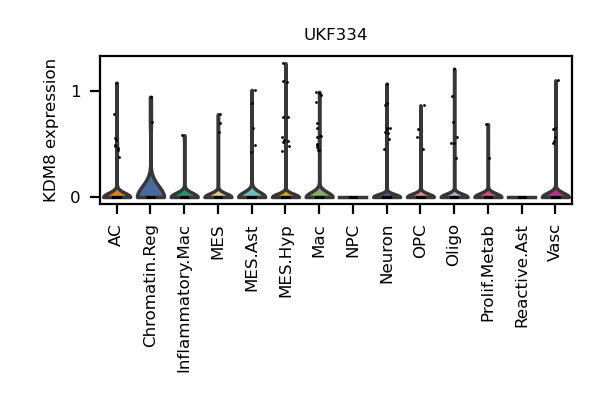 UKF334
KDM8 expression
1
0
AC
Chromatin.Reg
Inflammatory.Mac
MES
MES.Ast
MES.Hyp
Mac
NPC
Neuron
OPC
Oligo
Prolif.Metab
Reactive.Ast
Vasc